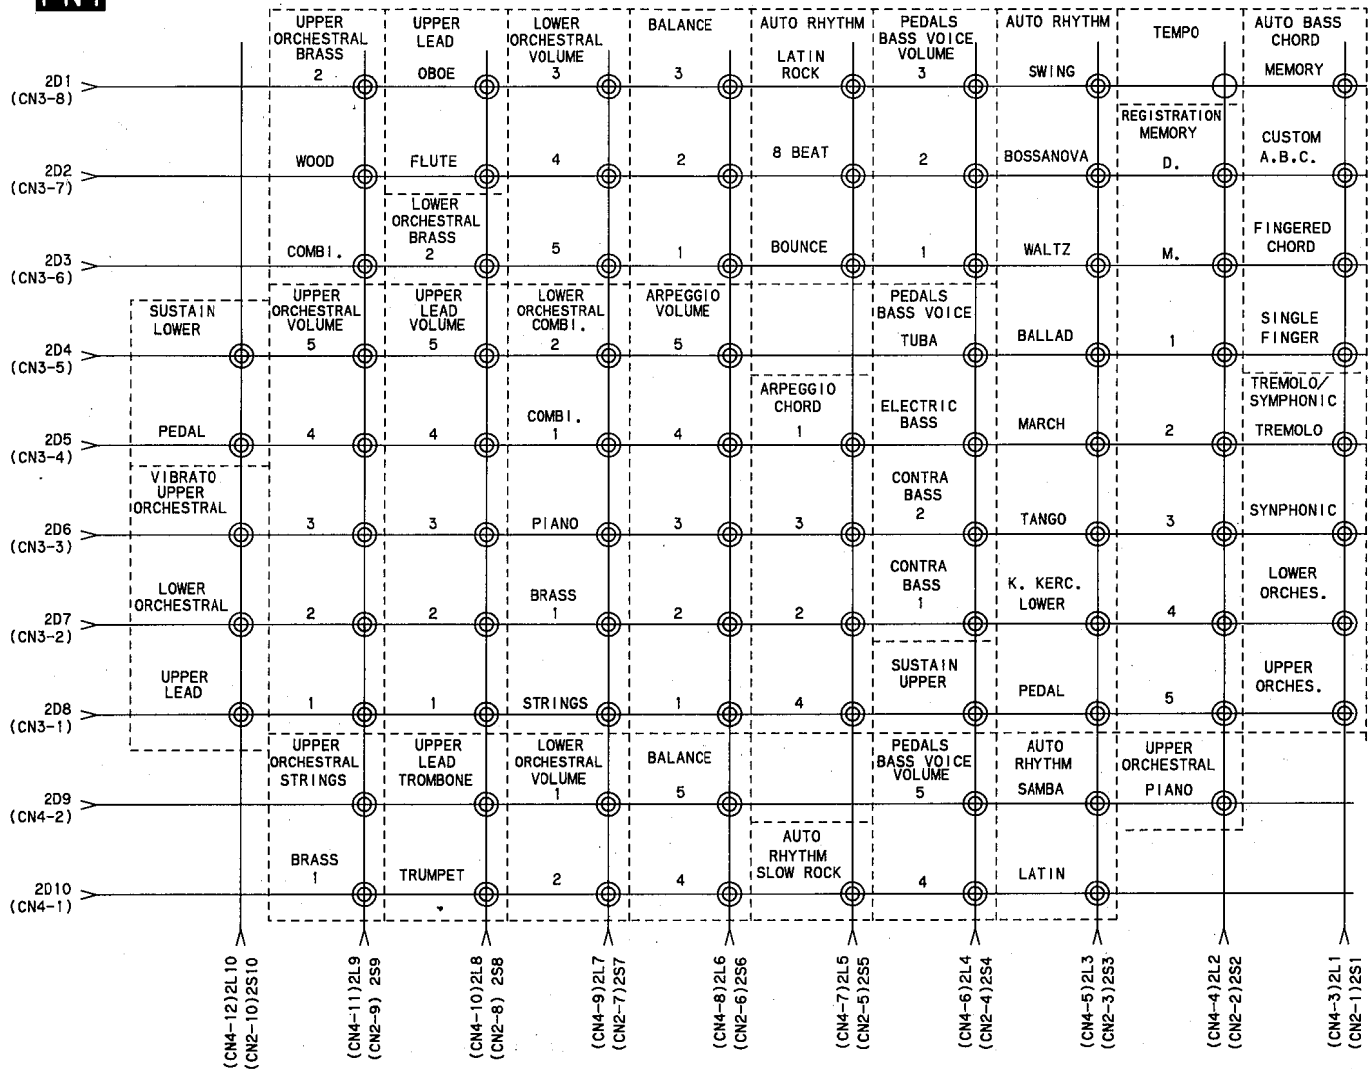 PN1
UPPER ORCHESTRAL BRASS
UPPER LEAD
LOWER ORCHESTRAL VOLUME
BALANCE
AUTO RHYTHM
PEDALS BASS VOICE VOLUME
AUTO RHYTHM
TEMPO
AUTO BASS CHORD
2D1 (CN3-8)
2
OBOE
3
3
LATIN ROCK
3
SWING
MEMORY
REGISTRATION MEMORY
2D2 (CN3-7)
WOOD
FLUTE
4
2
8 BEAT
2
BOSSANOVA
D.
CUSTOM A.B.C.
LOWER ORCHESTRAL BRASS
2D3 (CN3-6)
COMBI.
2
5
1
BOUNCE
1
WALTZ
M.
FINGERED CHORD
SUSTAIN LOWER
UPPER ORCHESTRAL VOLUME
UPPER LEAD VOLUME
LOWER ORCHESTRAL COMBI.
ARPEGGIO VOLUME
PEDALS BASS VOICE
2D4 (CN3-5)
5
5
2
5
TUBA
BALLAD
1
SINGLE FINGER
ARPEGGIO CHORD
TREMOLO/ SYMPHONIC
2D5 (CN3-4)
PEDAL
4
4
COMBI. 1
4
1
ELECTRIC BASS
MARCH
2
TREMOLO
VIBRATO UPPER ORCHESTRAL
2D6 (CN3-3)
3
3
PIANO
3
3
CONTRA BASS 2
TANGO
3
SYNPHONIC
2D7 (CN3-2)
LOWER ORCHESTRAL
2
2
BRASS 1
2
2
CONTRA BASS 1
K. KERC. LOWER
4
LOWER ORCHES.
2D8 (CN3-1)
UPPER LEAD
1
1
STRINGS
1
4
SUSTAIN UPPER
PEDAL
5
UPPER ORCHES.
2D9 (CN4-2)
UPPER ORCHESTRAL STRINGS
UPPER LEAD TROMBONE
LOWER ORCHESTRAL VOLUME 1
BALANCE 5
PEDALS BASS VOICE VOLUME 5
AUTO RHYTHM SAMBA
UPPER ORCHESTRAL PIANO
2D10 (CN4-1)
BRASS 1
TRUMPET
2
4
AUTO RHYTHM SLOW ROCK
4
LATIN
(CN4-12)2L10
(CN2-10)2S10
(CN4-11)2L9
(CN2-9) 2S9
(CN4-10)2L8
(CN2-8) 2S8
(CN4-9)2L7
(CN2-7)2S7
(CN4-8)2L6
(CN2-6)2S6
(CN4-7)2L5
(CN2-5)2S5
(CN4-6)2L4
(CN2-4)2S4
(CN4-5)2L3
(CN2-3)2S3
(CN4-4)2L2
(CN2-2)2S2
(CN4-3)2L1
(CN2-1)2S1